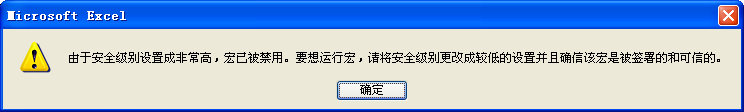 Microsoft Excel
由于安全级别设置成非常高，宏已被禁用。要想运行宏，请将安全级别更改成较低的设置并且确信该宏是被签署的和可信的。
确定